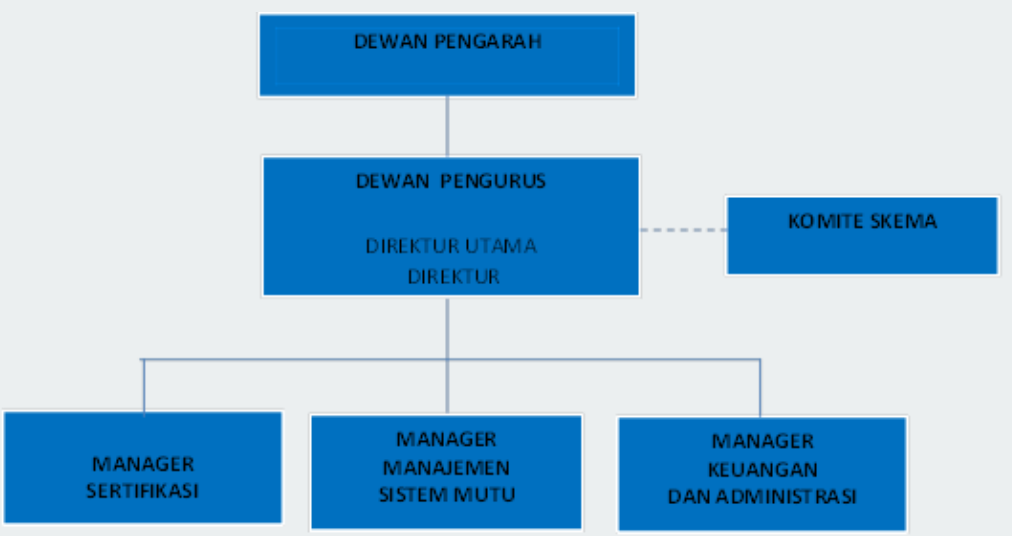 DEWAN PENGARAH
DEWAN PENGURUS
DIREKTUR UTAMA
DIREKTUR
KOMITE SKEMA
MANAGER
SERTIFIKASI
MANAGER
MANAJEMEN
SISTEM MUTU
MANAGER
KEUANGAN
DAN ADMINISTRASI